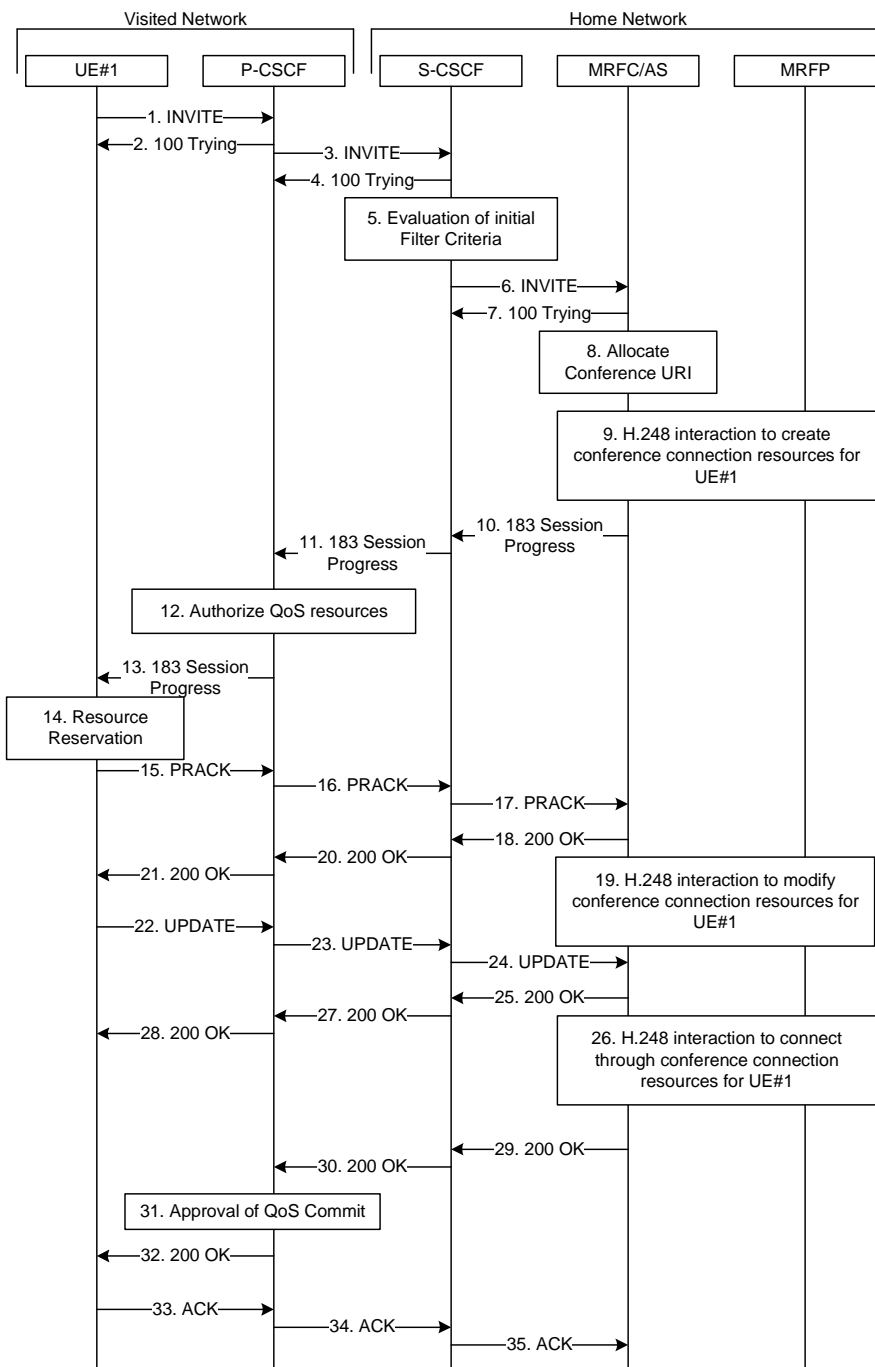 Visited Network
Home Network
UE#1
P-CSCF
S-CSCF
MRFC/AS
MRFP
1. INVITE
2. 100 Trying
3. INVITE
4. 100 Trying
5. Evaluation of initial
Filter Criteria
6. INVITE
7. 100 Trying
8. Allocate
Conference URI
9. H.248 interaction to create
conference connection resources for
UE#1
10. 183 Session
Progress
11. 183 Session
Progress
12. Authorize QoS resources
13. 183 Session
Progress
14. Resource
Reservation
15. PRACK
16. PRACK
17. PRACK
18. 200 OK
19. H.248 interaction to modify
conference connection resources for
UE#1
20. 200 OK
21. 200 OK
22. UPDATE
23. UPDATE
24. UPDATE
25. 200 OK
26. H.248 interaction to connect
through conference connection
resources for UE#1
27. 200 OK
28. 200 OK
29. 200 OK
30. 200 OK
31. Approval of QoS Commit
32. 200 OK
33. ACK
34. ACK
35. ACK